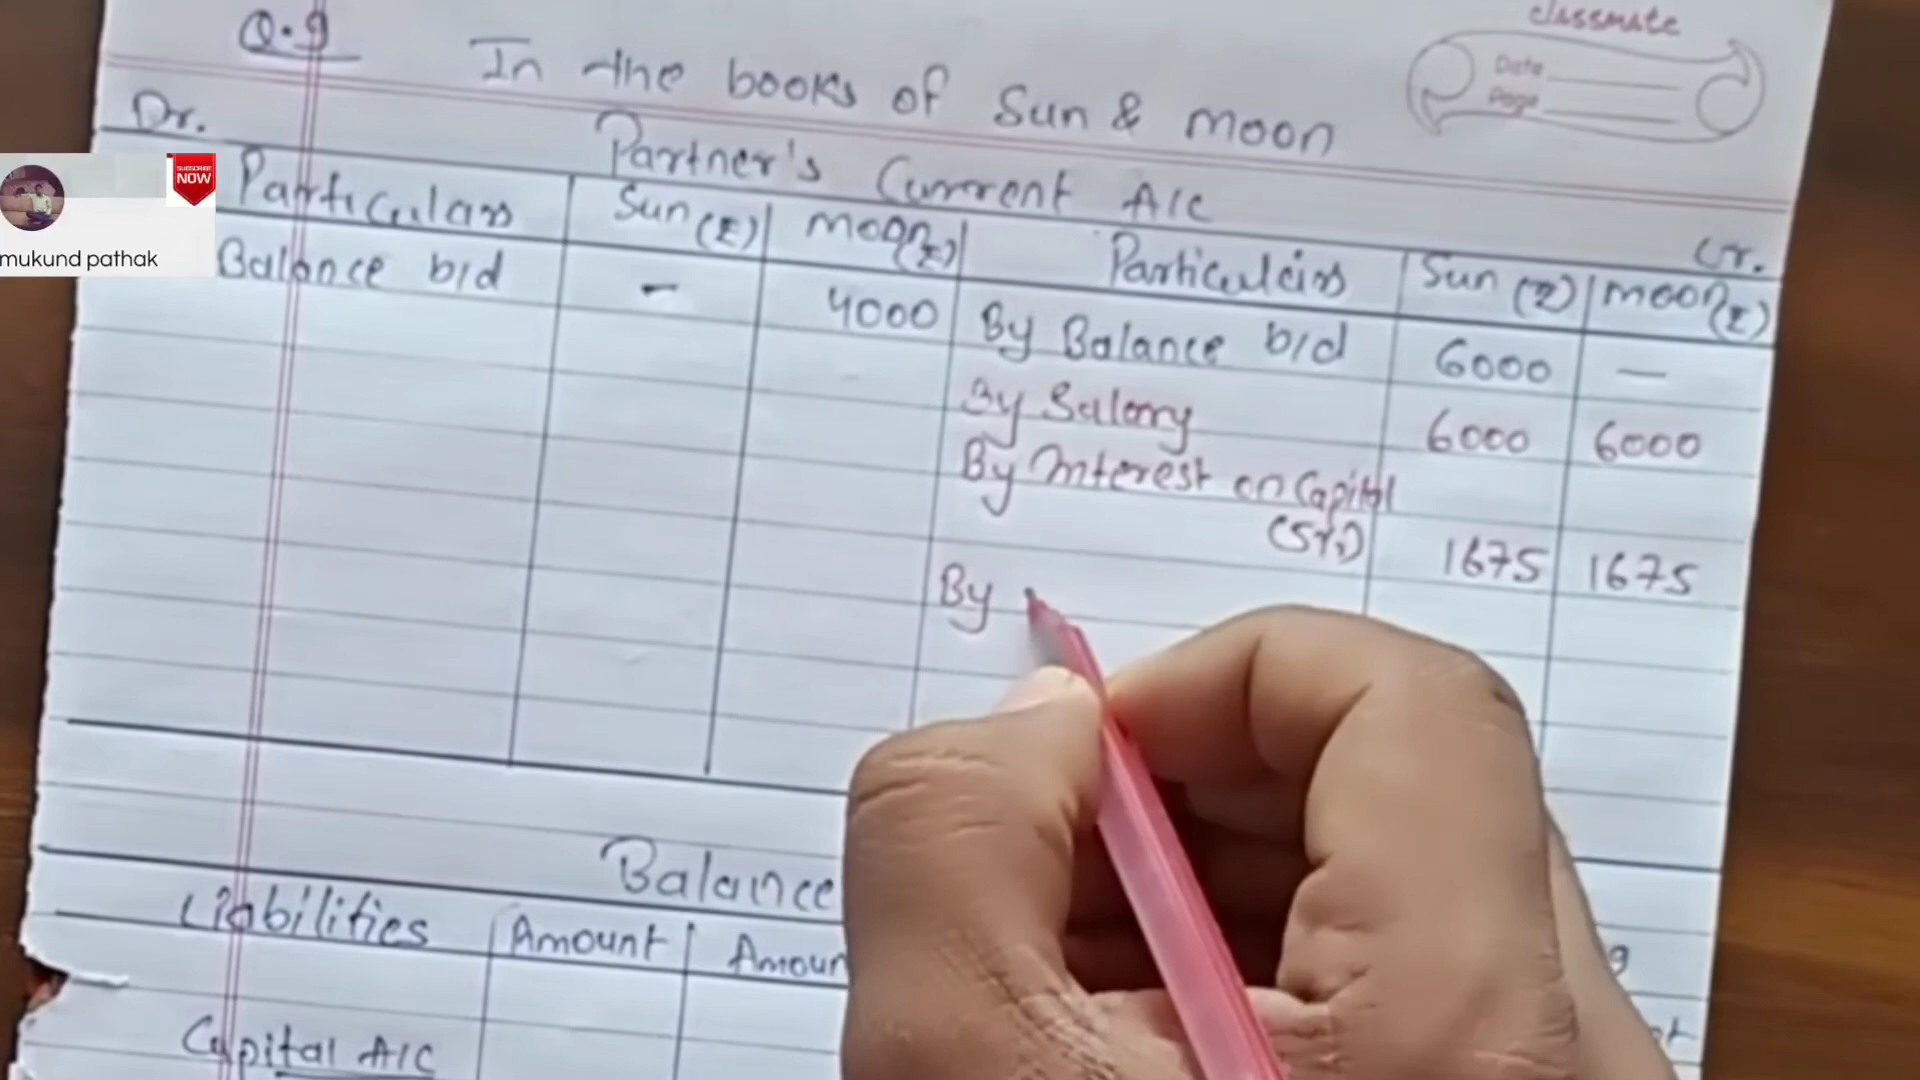 classmate
Date
Page
Q.9
In the books of Sun & Moon
Dr.
Partner's Current A/C
Cr.
Particulars Sun (₹) Moon (₹) Particulars Sun (₹) Moon (₹)
Balance b/d - 4000 By Balance b/d 6000 —
By Salary 6000 6000
By Interest on Capital
(5%) 1675 1675
By
SUBSCRIBE
NOW
mukund pathak
Balance
Liabilities Amount Amoun
Capital A/C